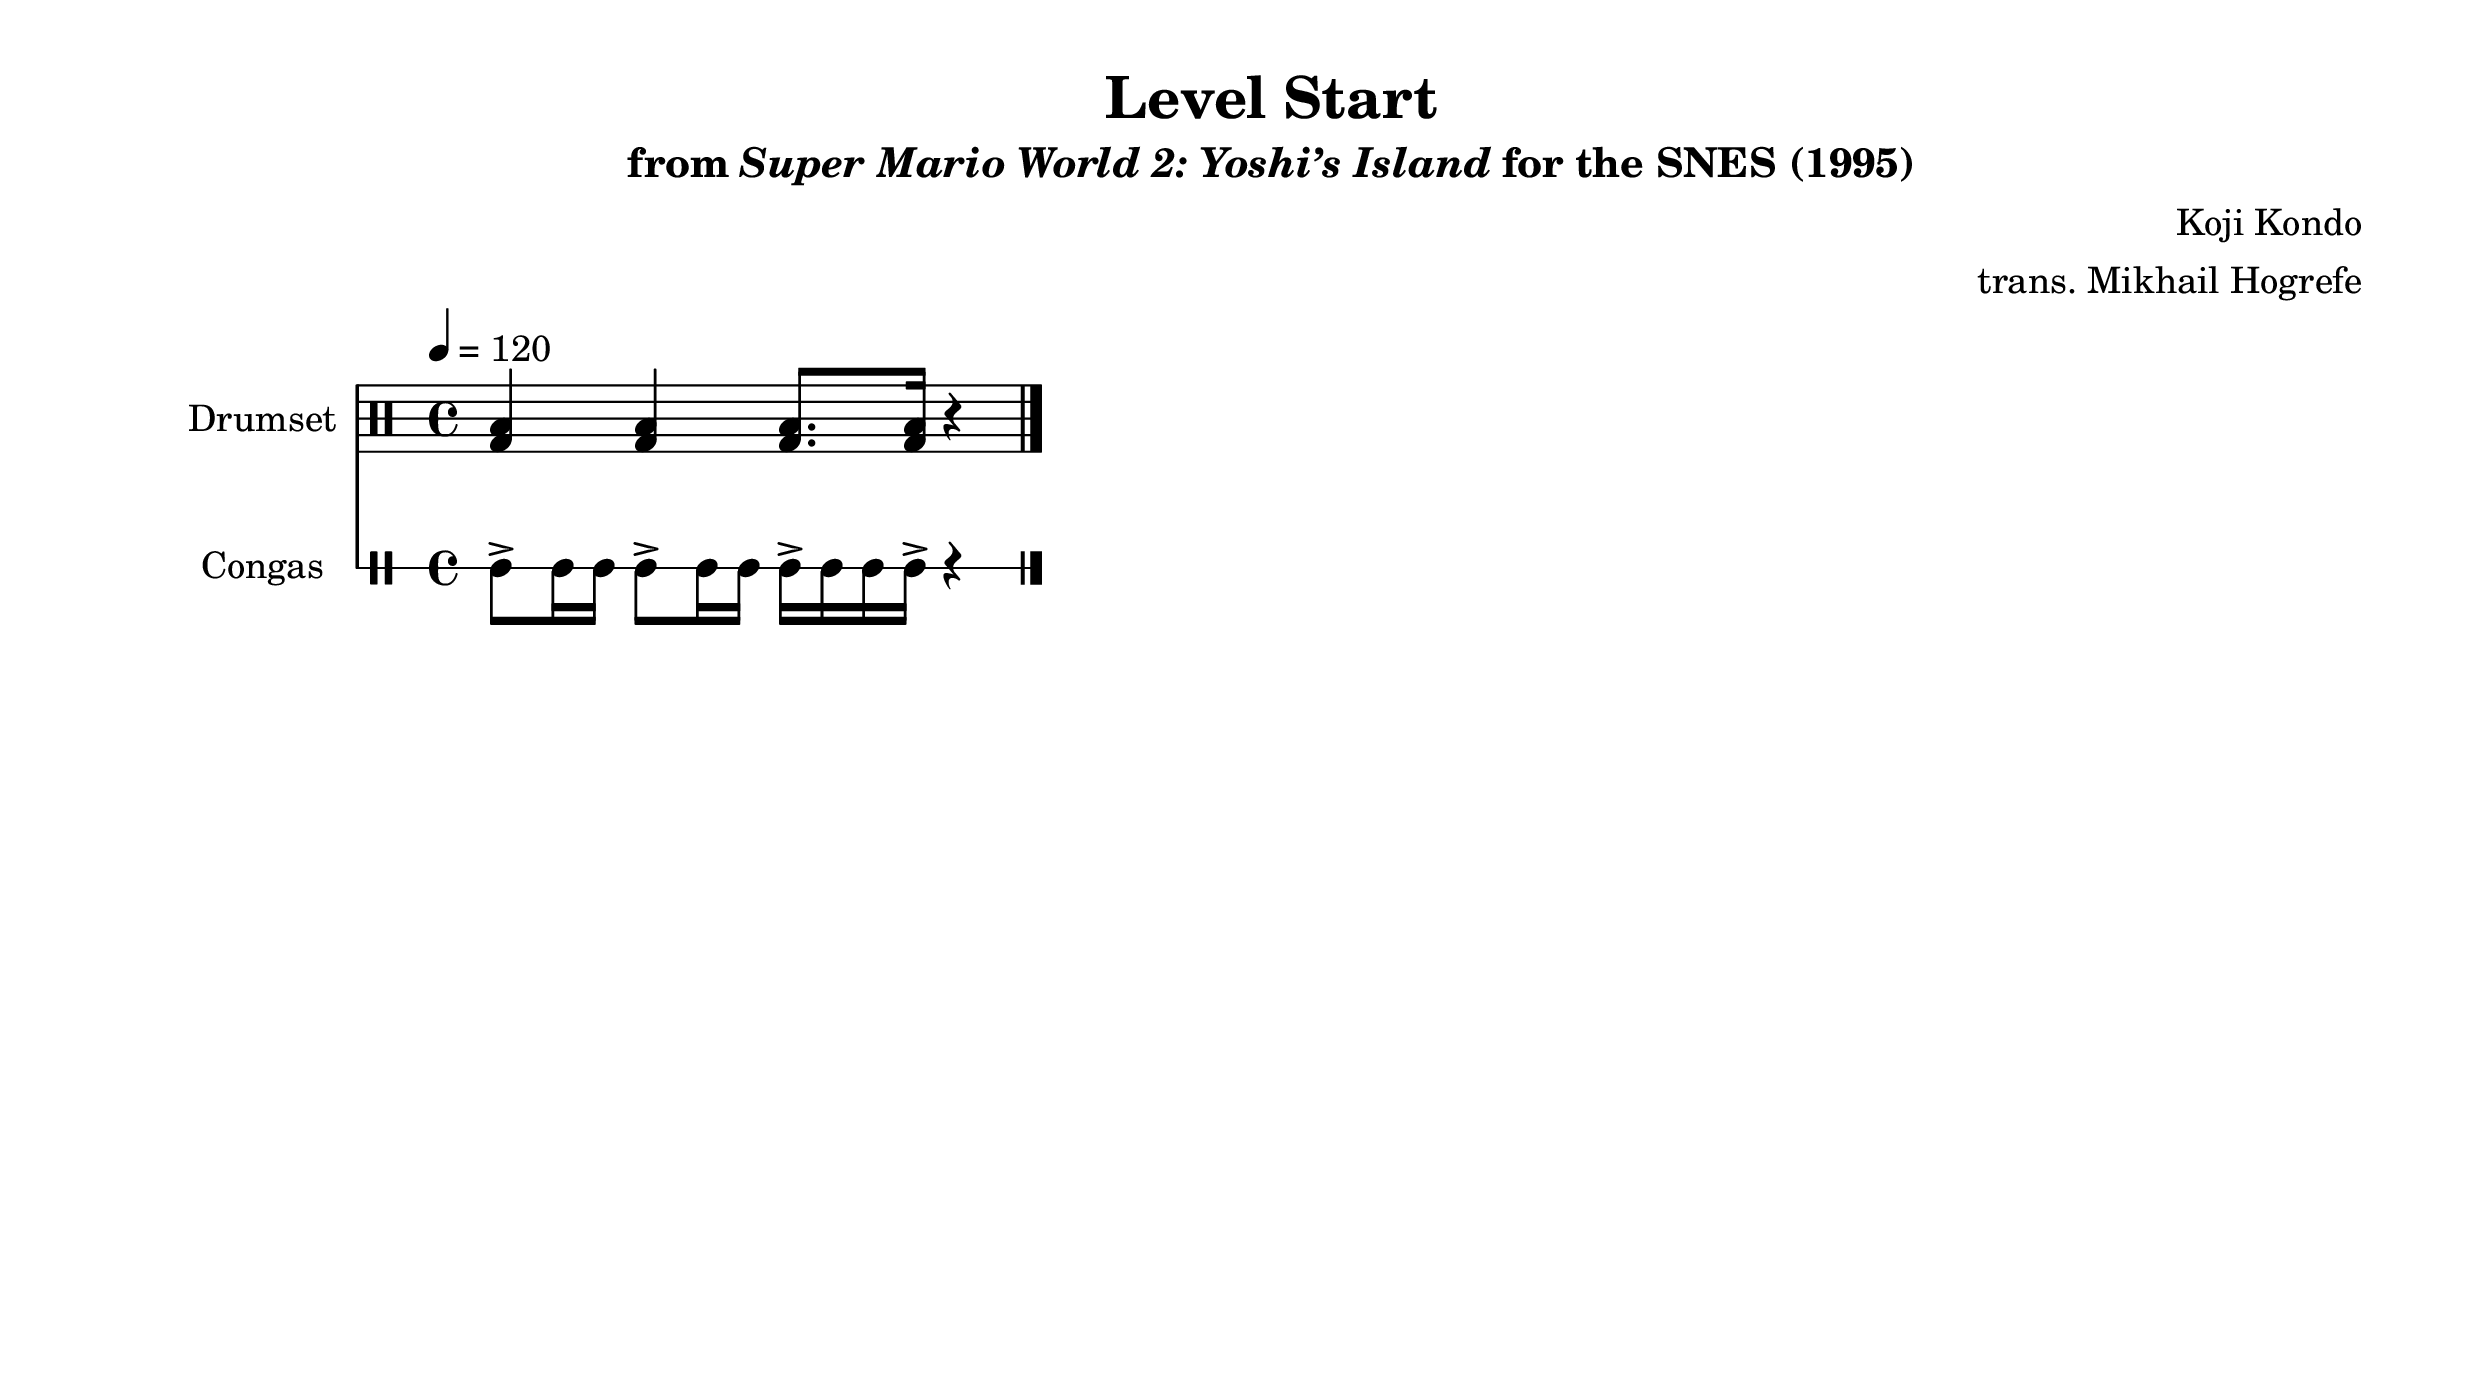 Level Start
from Super Mario World 2: Yoshi’s Island for the SNES (1995)
Koji Kondo
trans. Mikhail Hogrefe
= 120
Drumset
Congas